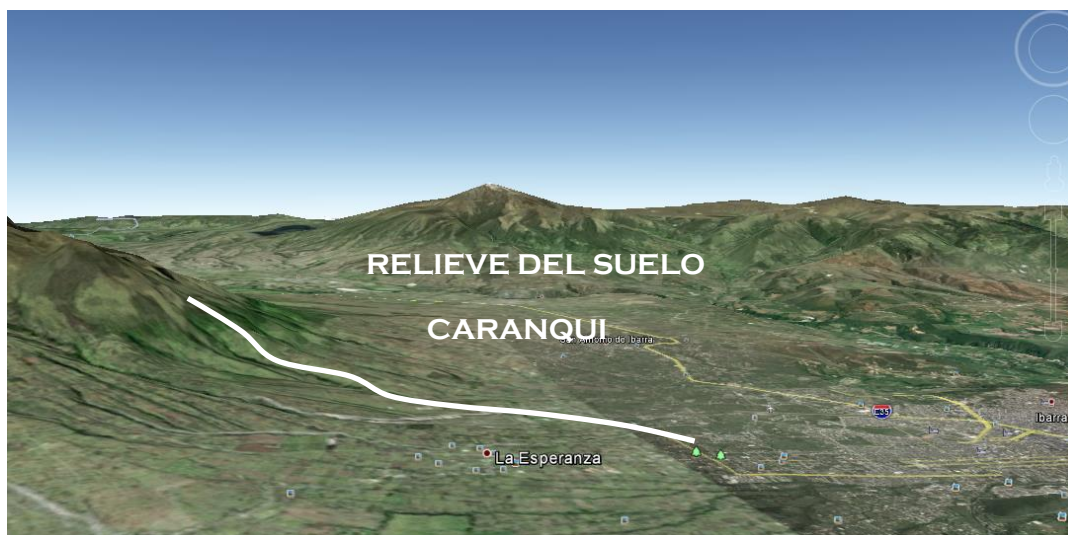 RELIEVE DEL SUELO
CARANQUI
San Antonio de Ibarra
E35
Ibarra
La Esperanza